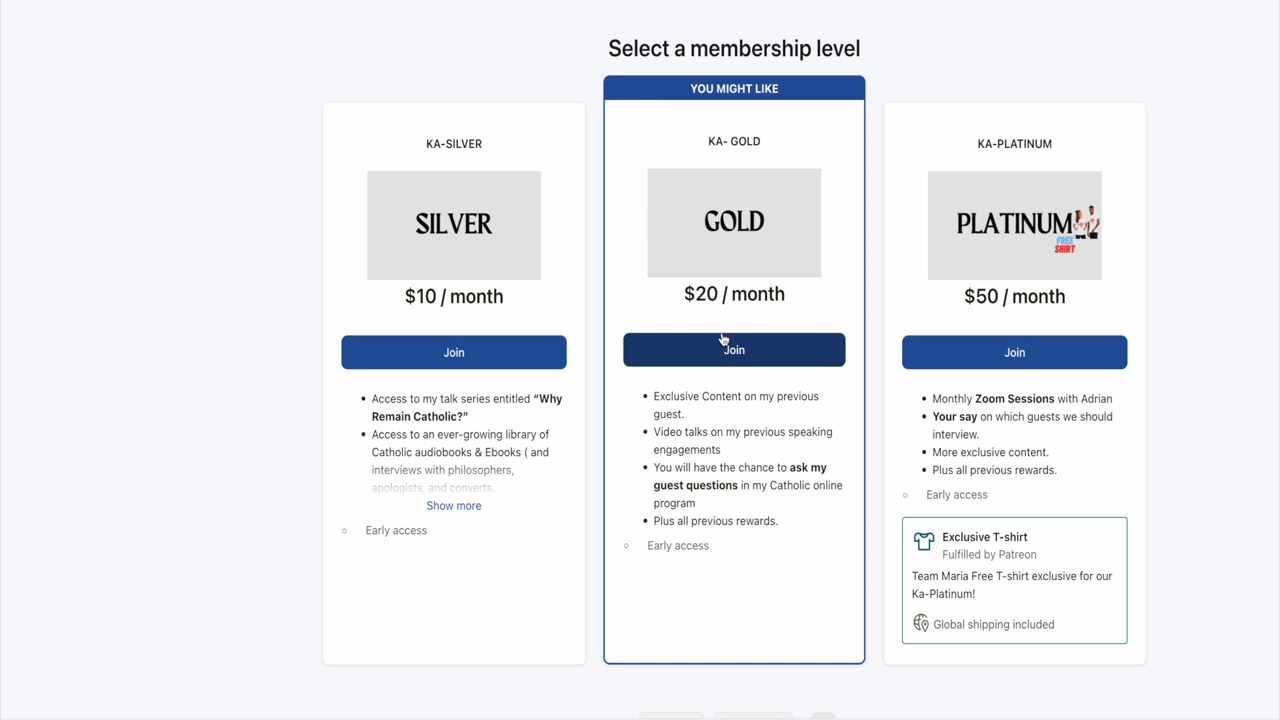 Select a membership level
KA-SILVER
SILVER
$10 / month
Join
Access to my talk series entitled “Why
Remain Catholic?”
Access to an ever-growing library of
Catholic audiobooks & Ebooks ( and
interviews with philosophers,
apologists, and converts.
Show more
Early access
YOU MIGHT LIKE
KA- GOLD
GOLD
$20 / month
Join
Exclusive Content on my previous
guest.
Video talks on my previous speaking
engagements
You will have the chance to ask my
guest questions in my Catholic online
program
Plus all previous rewards.
Early access
KA-PLATINUM
PLATINUM
FREE
SHIRT
$50 / month
Join
Monthly Zoom Sessions with Adrian
Your say on which guests we should
interview.
More exclusive content.
Plus all previous rewards.
Early access
Exclusive T-shirt
Fulfilled by Patreon
Team Maria Free T-shirt exclusive for our
Ka-Platinum!
Global shipping included